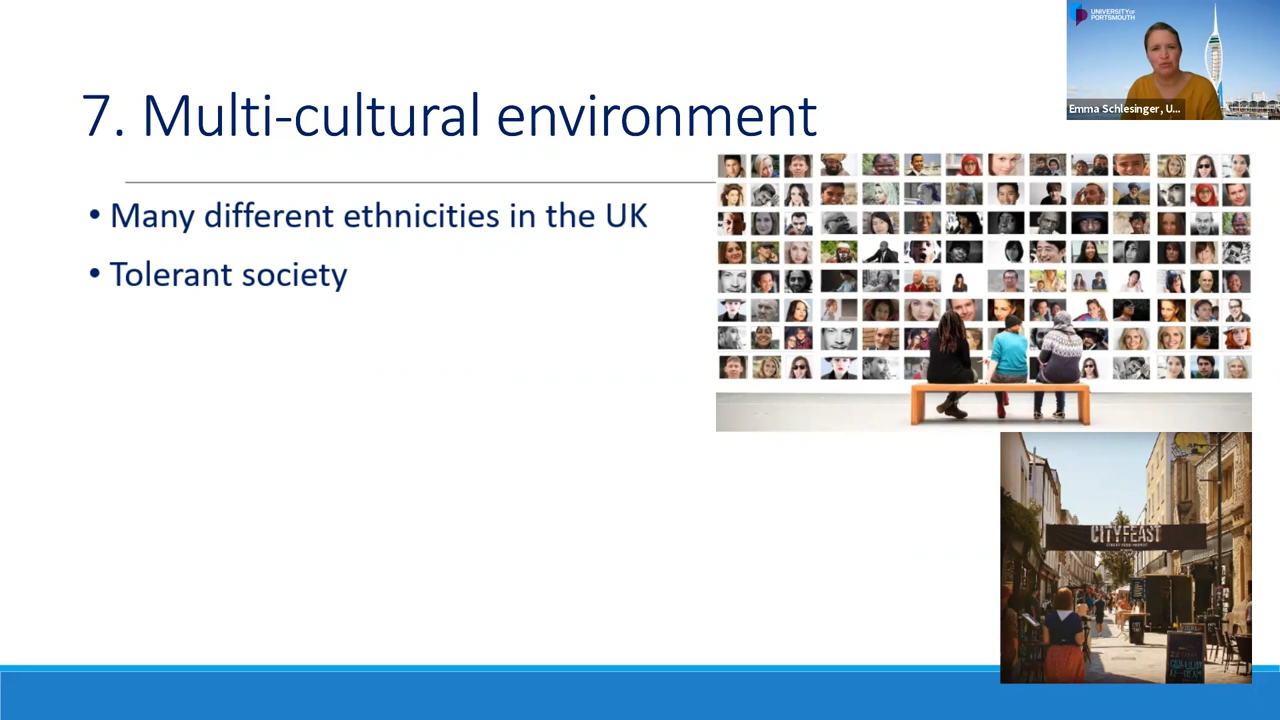 UNIVERSITY OF
PORTSMOUTH
Emma Schlesinger, U...
7. Multi-cultural environment
• Many different ethnicities in the UK
• Tolerant society
CITYFEAST